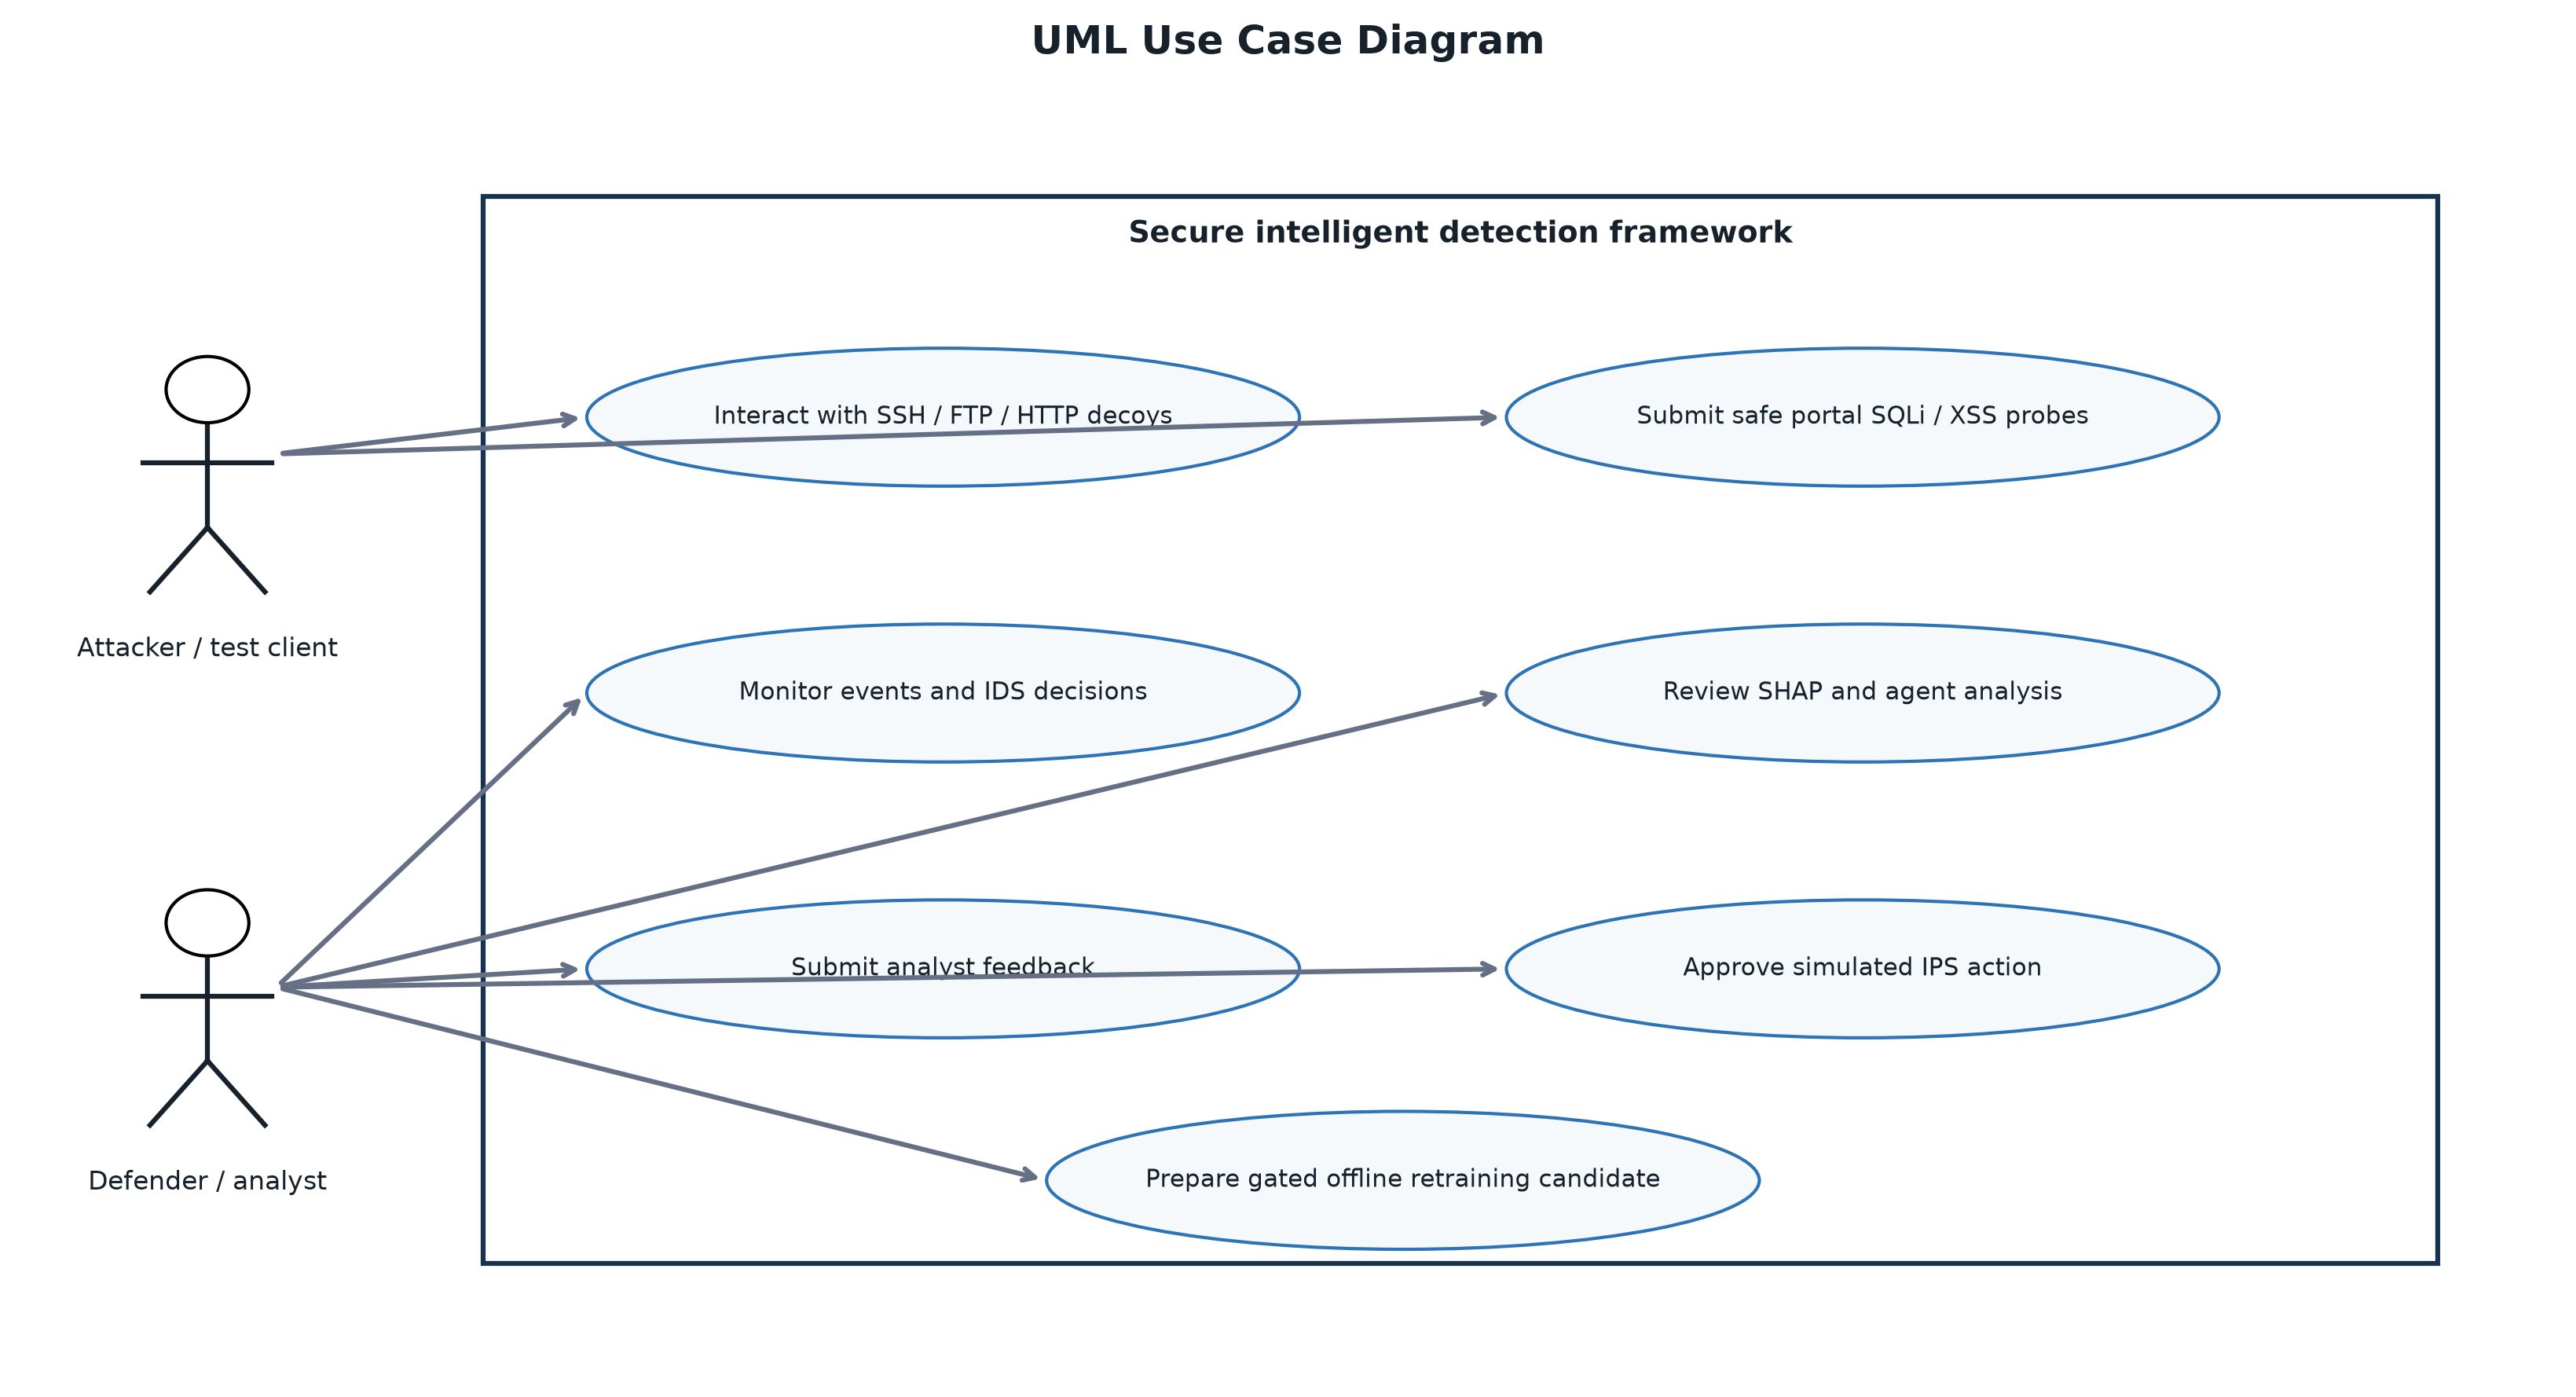 UML Use Case Diagram
Secure intelligent detection framework
Interact with SSH / FTP / HTTP decoys
Submit safe portal SQLi / XSS probes
Attacker / test client
Monitor events and IDS decisions
Review SHAP and agent analysis
Submit analyst feedback
Approve simulated IPS action
Defender / analyst
Prepare gated offline retraining candidate